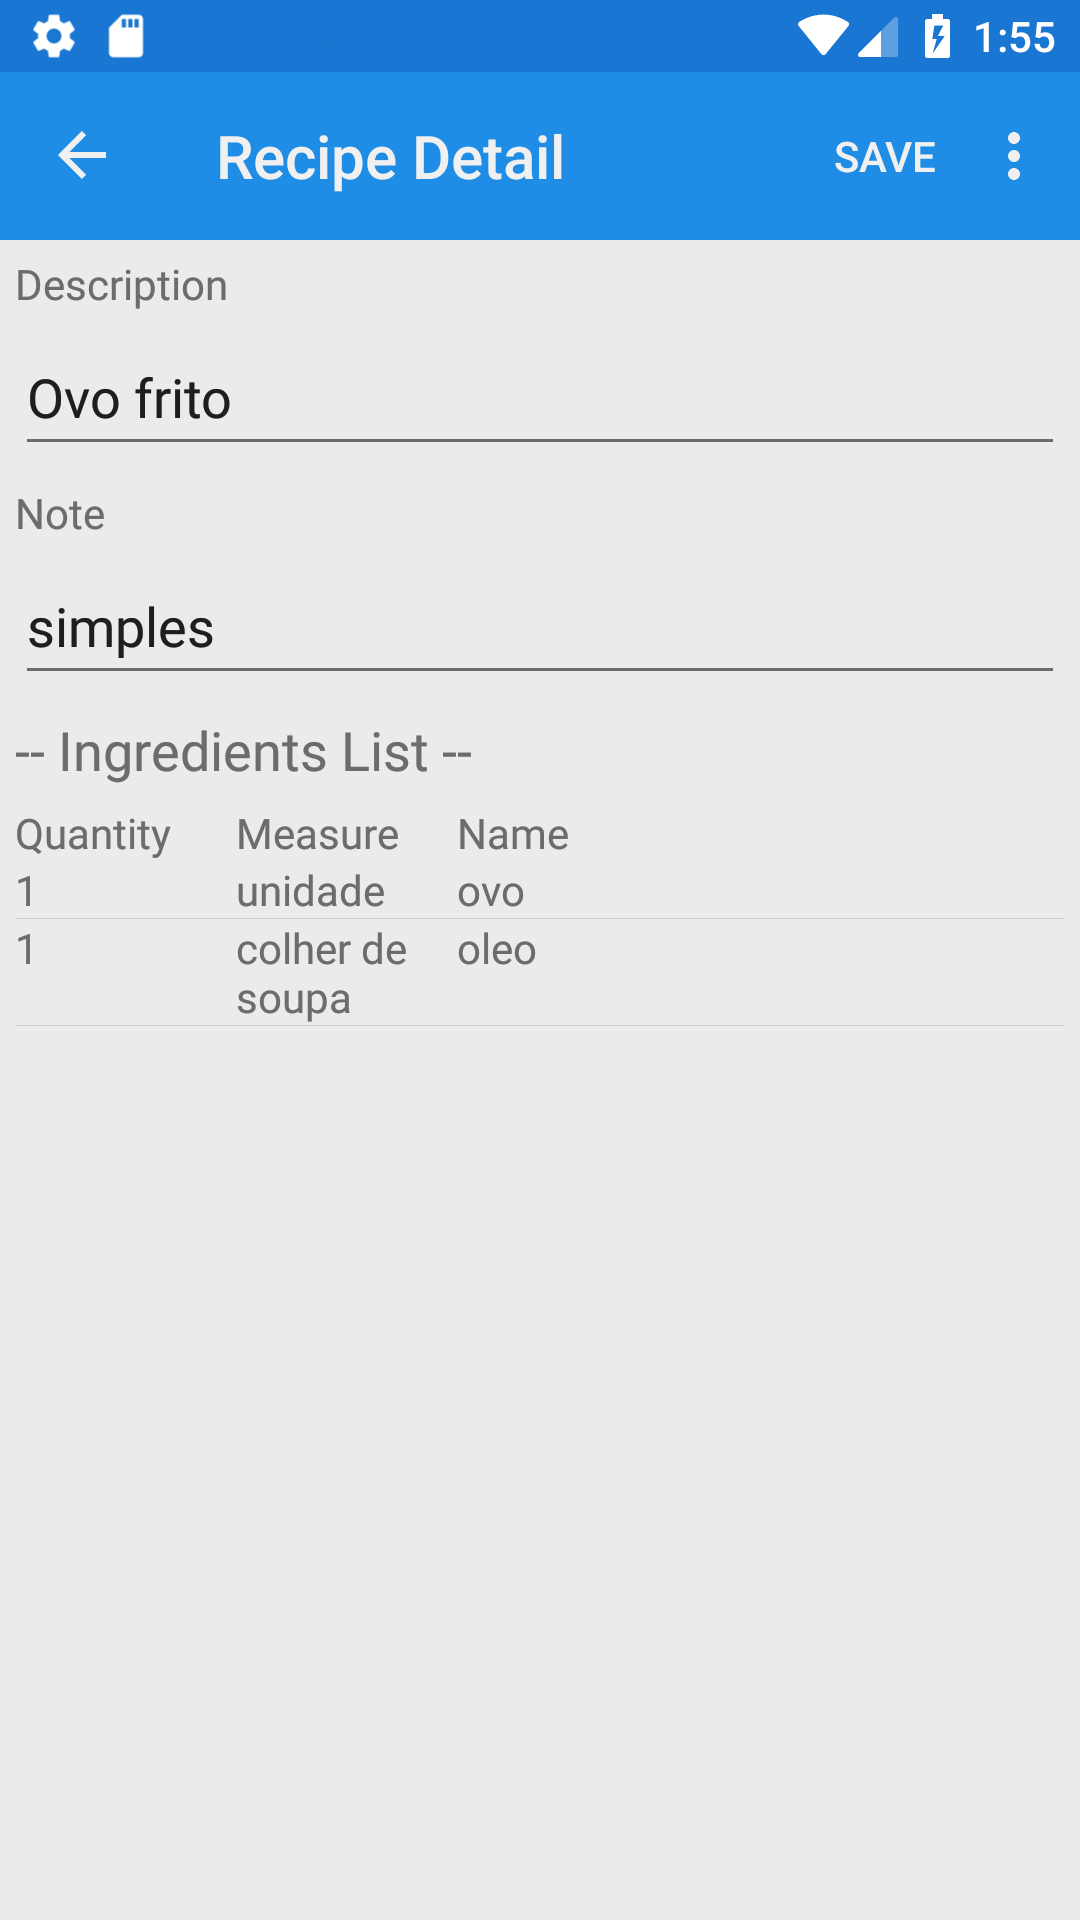 1:55
Recipe Detail SAVE
Description
Ovo frito
Note
simples
-- Ingredients List --
Quantity Measure Name
1 unidade ovo
1 colher de oleo
soupa